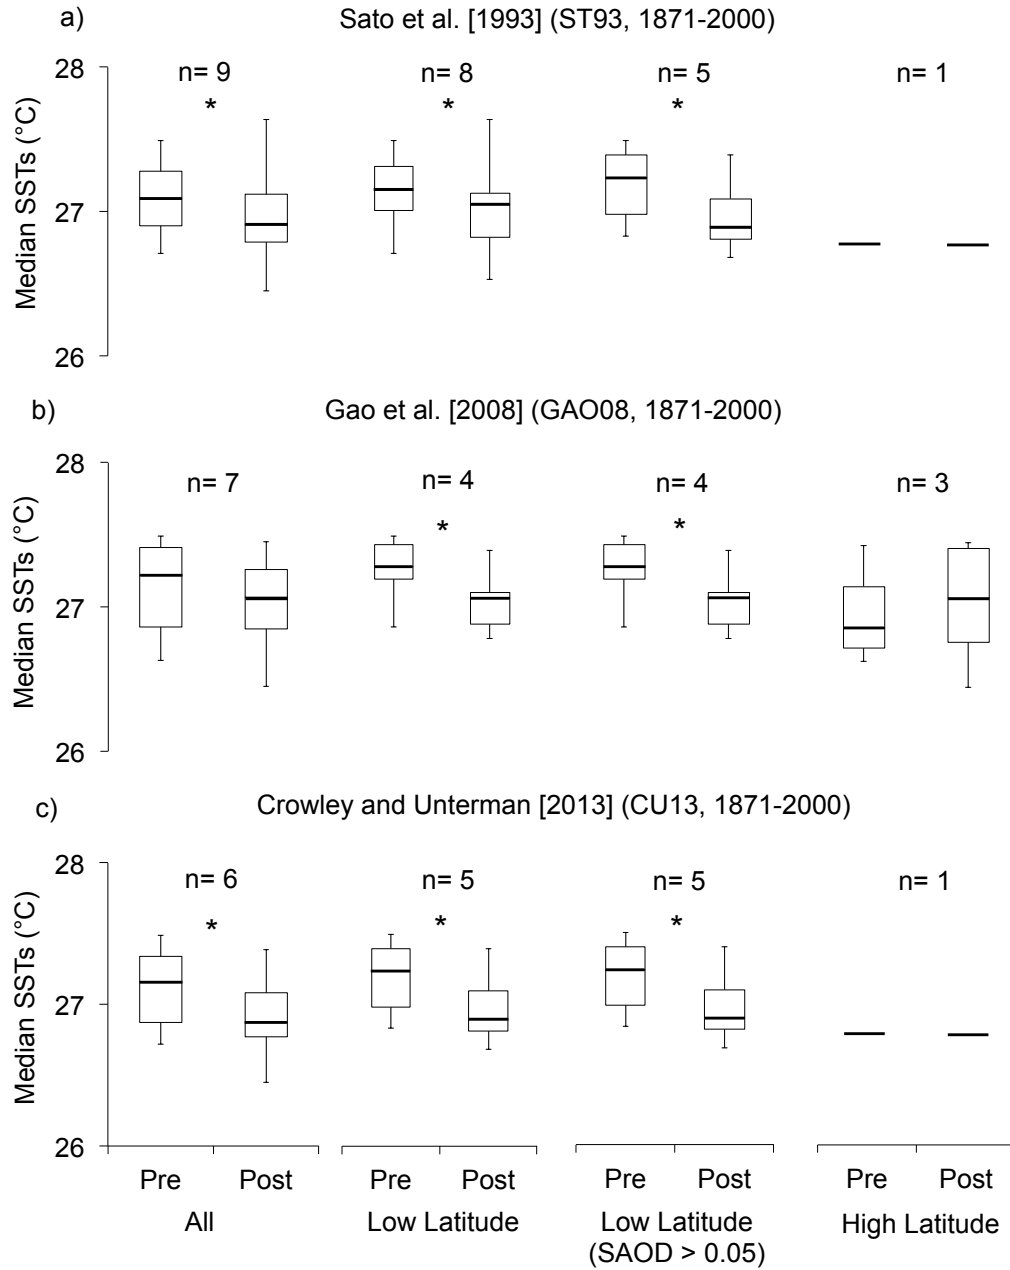 a) Sato et al. [1993] (ST93, 1871-2000)
28
n= 9 n= 8 n= 5 n= 1
* * *
Median SSTs (°C)
27
26
b) Gao et al. [2008] (GAO08, 1871-2000)
28
n= 7 n= 4 n= 4 n= 3
* *
Median SSTs (°C)
27
26
c) Crowley and Unterman [2013] (CU13, 1871-2000)
28
n= 6 n= 5 n= 5 n= 1
* * *
Median SSTs (°C)
27
26
Pre Post Pre Post Pre Post Pre Post
All Low Latitude Low Latitude High Latitude
(SAOD > 0.05)